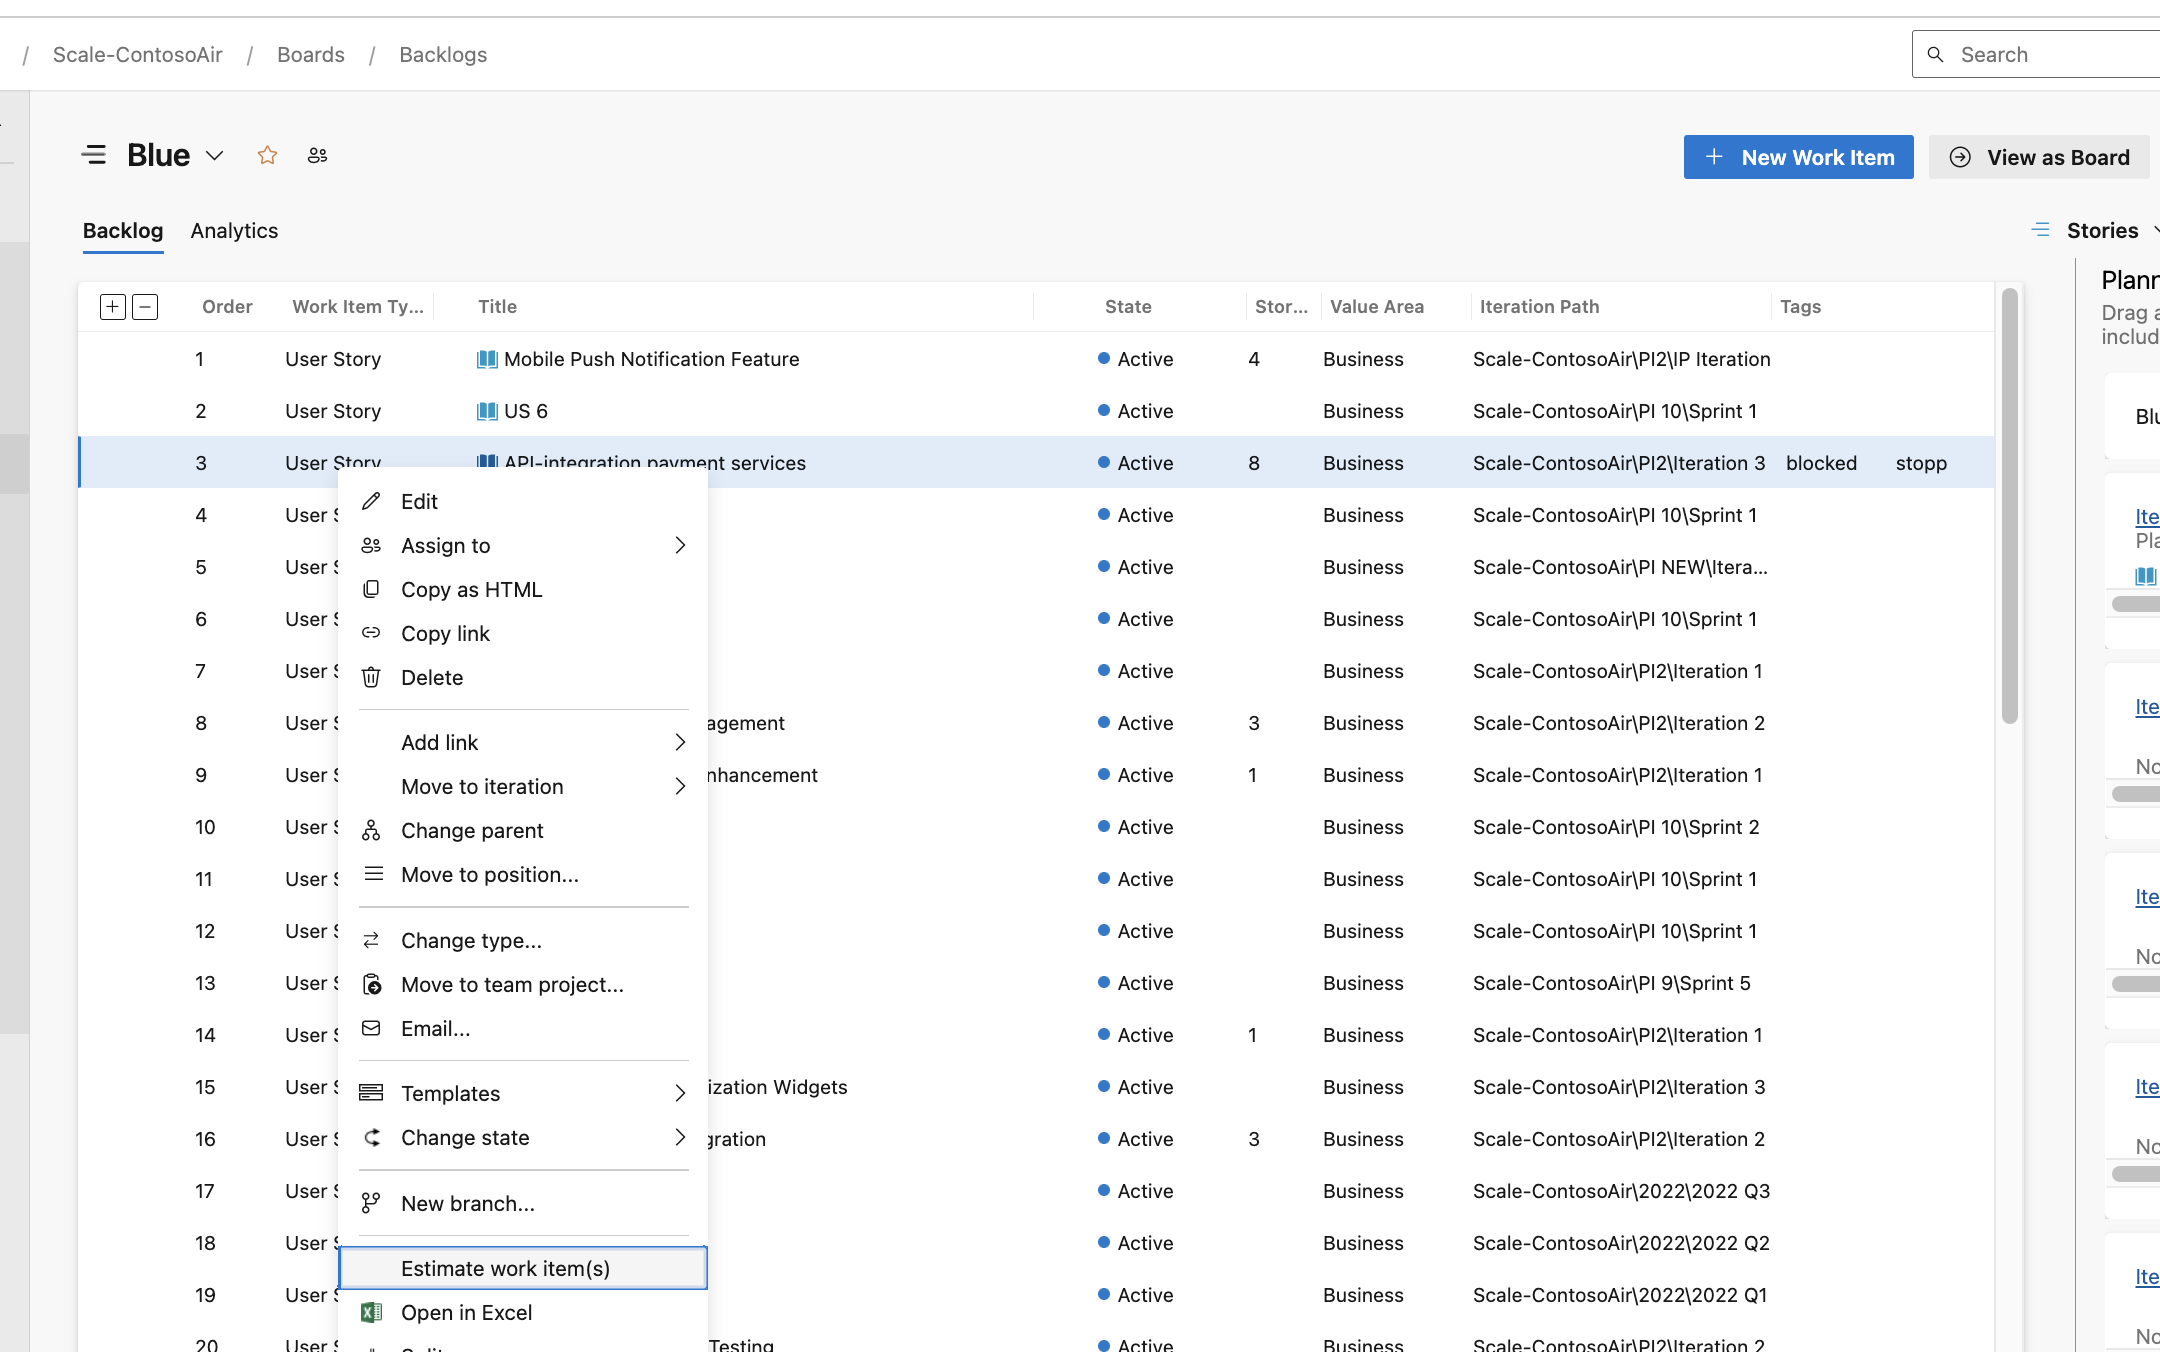 / Scale-ContosoAir / Boards / Backlogs
Search
Blue
New Work Item
View as Board
Backlog Analytics
Stories
Order Work Item Ty... Title State Stor... Value Area Iteration Path Tags
1 User Story Mobile Push Notification Feature Active 4 Business Scale-ContosoAir\PI2\IP Iteration
2 User Story US 6 Active Business Scale-ContosoAir\PI 10\Sprint 1
3 User Story API-integration payment services Active 8 Business Scale-ContosoAir\PI2\Iteration 3 blocked stopp
4 User S Active Business Scale-ContosoAir\PI 10\Sprint 1
5 User S Active Business Scale-ContosoAir\PI NEW\Itera...
6 User S Active Business Scale-ContosoAir\PI 10\Sprint 1
7 User S Active Business Scale-ContosoAir\PI2\Iteration 1
8 User S agement Active 3 Business Scale-ContosoAir\PI2\Iteration 2
9 User S nhancement Active 1 Business Scale-ContosoAir\PI2\Iteration 1
10 User S Active Business Scale-ContosoAir\PI 10\Sprint 2
11 User S Active Business Scale-ContosoAir\PI 10\Sprint 1
12 User S Active Business Scale-ContosoAir\PI 10\Sprint 1
13 User S Active Business Scale-ContosoAir\PI 9\Sprint 5
14 User S Active 1 Business Scale-ContosoAir\PI2\Iteration 1
15 User S ization Widgets Active Business Scale-ContosoAir\PI2\Iteration 3
16 User S gration Active 3 Business Scale-ContosoAir\PI2\Iteration 2
17 User S Active Business Scale-ContosoAir\2022\2022 Q3
18 User S Active Business Scale-ContosoAir\2022\2022 Q2
19 User S Active Business Scale-ContosoAir\2022\2022 Q1
20 User S Testing Active Business Scale-ContosoAir\PI2\Iteration 2
Edit
Assign to
Copy as HTML
Copy link
Delete
Add link
Move to iteration
Change parent
Move to position...
Change type...
Move to team project...
Email...
Templates
Change state
New branch...
Estimate work item(s)
Open in Excel
Plann
Drag a
includ
Blu
Ite
Pla
Ite
No
Ite
No
Ite
No
Ite
No